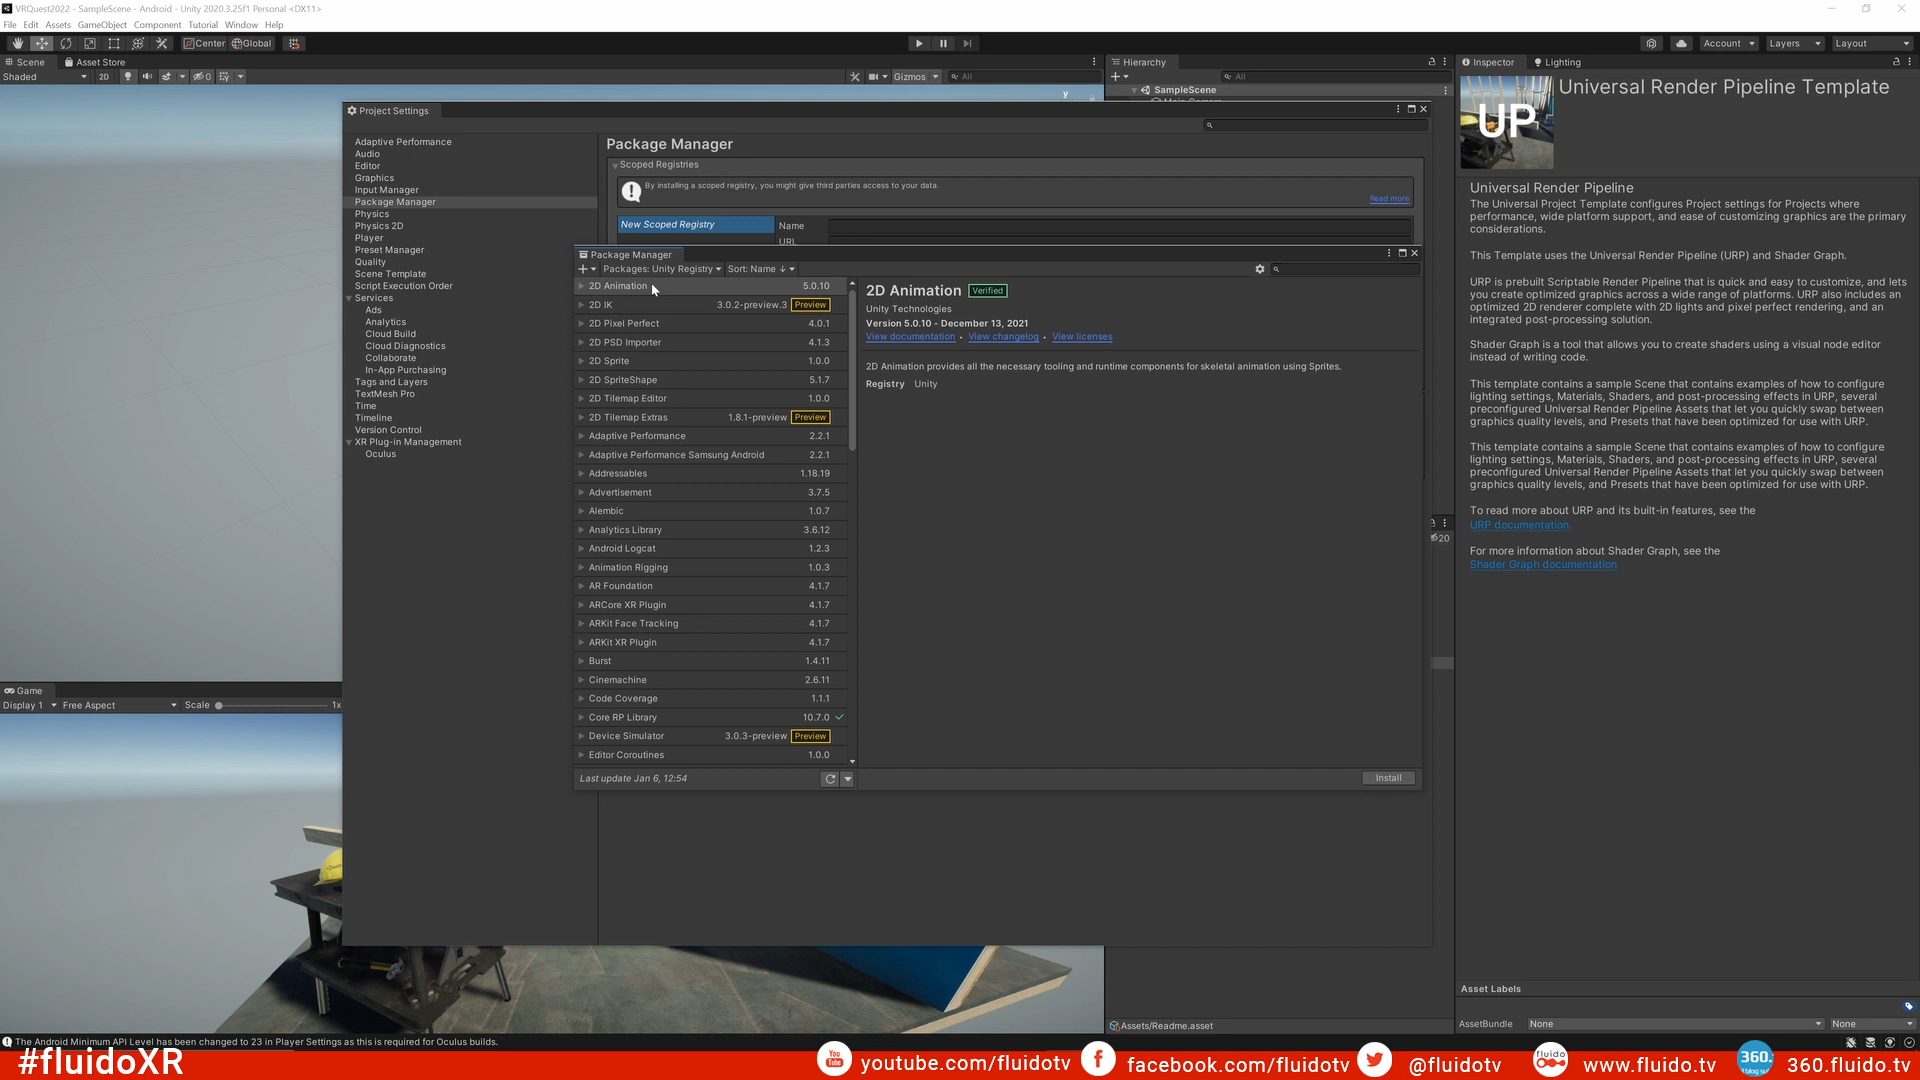 VRQuest2022 - SampleScene - Android - Unity 2020.3.25f1 Personal <DX11>
File Edit Assets GameObject Component Tutorial Window Help
Center Global
Account Layers Layout
Scene Asset Store
Shaded 2D 0 Gizmos All
y
Hierarchy
All
SampleScene
Inspector Lighting
UP
Universal Render Pipeline Template
Universal Render Pipeline
The Universal Project Template configures Project settings for Projects where
performance, wide platform support, and ease of customizing graphics are the primary
considerations.
This Template uses the Universal Render Pipeline (URP) and Shader Graph.
URP is prebuilt Scriptable Render Pipeline that is quick and easy to customize, and lets
you create optimized graphics across a wide range of platforms. URP also includes an
optimized 2D renderer complete with 2D lights and pixel perfect rendering, and an
integrated post-processing solution.
Shader Graph is a tool that allows you to create shaders using a visual node editor
instead of writing code.
This template contains a sample Scene that contains examples of how to configure
lighting settings, Materials, Shaders, and post-processing effects in URP, several
preconfigured Universal Render Pipeline Assets that let you quickly swap between
graphics quality levels, and Presets that have been optimized for use with URP.
This template contains a sample Scene that contains examples of how to configure
lighting settings, Materials, Shaders, and post-processing effects in URP, several
preconfigured Universal Render Pipeline Assets that let you quickly swap between
graphics quality levels, and Presets that have been optimized for use with URP.
To read more about URP and its built-in features, see the
URP documentation.
For more information about Shader Graph, see the
Shader Graph documentation
Project Settings
Adaptive Performance
Audio
Editor
Graphics
Input Manager
Package Manager
Physics
Physics 2D
Player
Preset Manager
Quality
Scene Template
Script Execution Order
Services
Ads
Analytics
Cloud Build
Cloud Diagnostics
Collaborate
In-App Purchasing
Tags and Layers
TextMesh Pro
Time
Timeline
Version Control
XR Plug-in Management
Oculus
Package Manager
Scoped Registries
By installing a scoped registry, you might give third parties access to your data.
Read more
New Scoped Registry
Name
URL
Package Manager
Packages: Unity Registry Sort: Name ↓
2D Animation 5.0.10
2D IK 3.0.2-preview.3 Preview
2D Pixel Perfect 4.0.1
2D PSD Importer 4.1.3
2D Sprite 1.0.0
2D SpriteShape 5.1.7
2D Tilemap Editor 1.0.0
2D Tilemap Extras 1.8.1-preview Preview
Adaptive Performance 2.2.1
Adaptive Performance Samsung Android 2.2.1
Addressables 1.18.19
Advertisement 3.7.5
Alembic 1.0.7
Analytics Library 3.6.12
Android Logcat 1.2.3
Animation Rigging 1.0.3
AR Foundation 4.1.7
ARCore XR Plugin 4.1.7
ARKit Face Tracking 4.1.7
ARKit XR Plugin 4.1.7
Burst 1.4.11
Cinemachine 2.6.11
Code Coverage 1.1.1
Core RP Library 10.7.0 ✓
Device Simulator 3.0.3-preview Preview
Editor Coroutines 1.0.0
Last update Jan 6, 12:54
2D Animation Verified
Unity Technologies
Version 5.0.10 - December 13, 2021
View documentation • View changelog • View licenses
2D Animation provides all the necessary tooling and runtime components for skeletal animation using Sprites.
Registry Unity
Install
20
Game
Display 1 Free Aspect Scale 1x
Assets/Readme.asset
Asset Labels
AssetBundle None None
The Android Minimum API Level has been changed to 23 in Player Settings as this is required for Oculus builds.
#fluidoXR
You Tube youtube.com/fluidotv
f facebook.com/fluidotv
@fluidotv
fluido www.fluido.tv
360. 360.fluido.tv